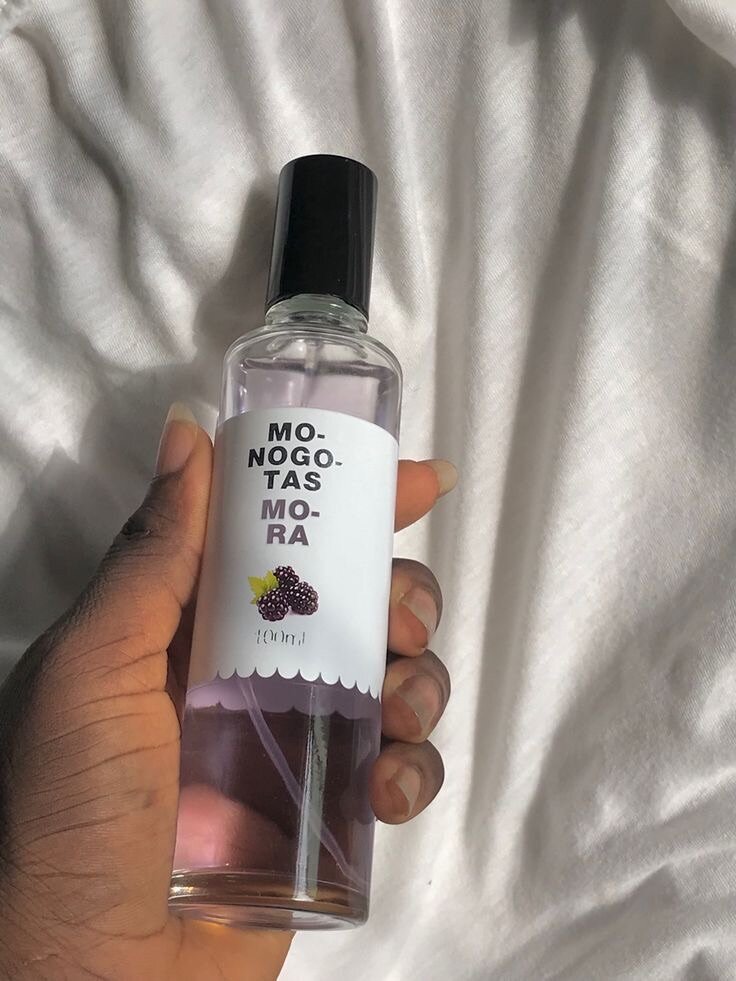 MO-
NOGO-
TAS
MO-
RA
100ml